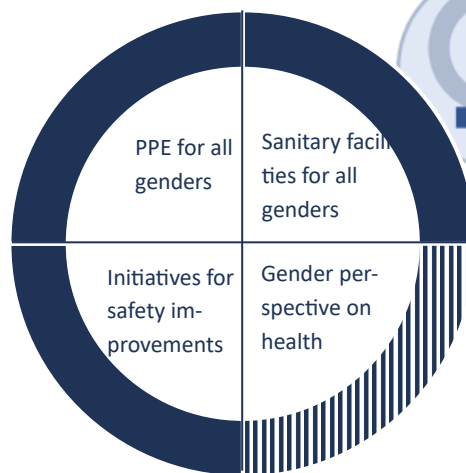 PPE for all
genders
Sanitary facili
ties for all
genders
Initiatives for
safety im-
provements
Gender per-
spective on
health